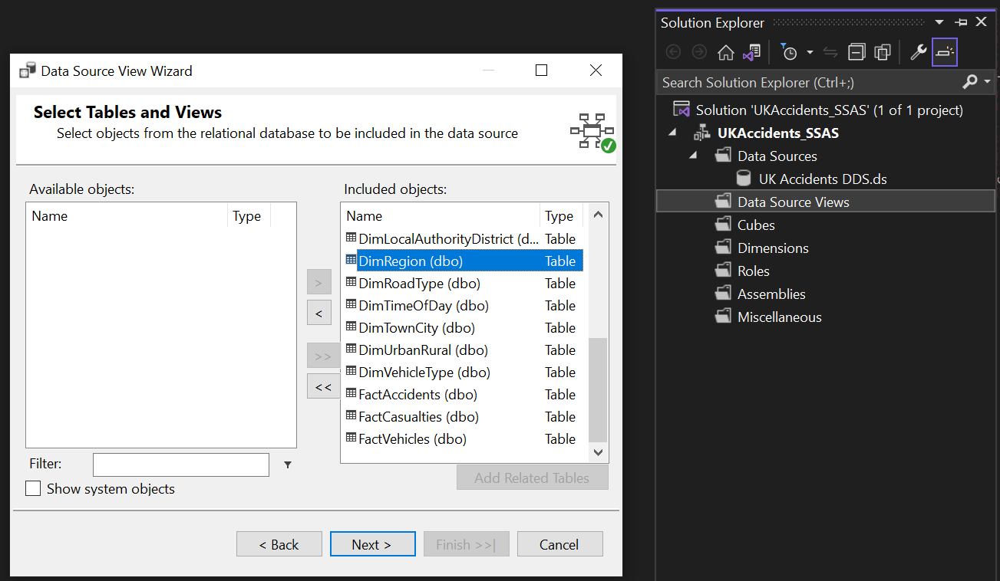 Data Source View Wizard
Select Tables and Views
Select objects from the relational database to be included in the data source
Available objects:
Name Type
Included objects:
Name Type
DimLocalAuthorityDistrict (d... Table
DimRegion (dbo) Table
DimRoadType (dbo) Table
DimTimeOfDay (dbo) Table
DimTownCity (dbo) Table
DimUrbanRural (dbo) Table
DimVehicleType (dbo) Table
FactAccidents (dbo) Table
FactCasualties (dbo) Table
FactVehicles (dbo) Table
>
<
>>
<<
Filter:
Show system objects
Add Related Tables
< Back
Next >
Finish >>|
Cancel
Solution Explorer
Search Solution Explorer (Ctrl+;)
Solution 'UKAccidents_SSAS' (1 of 1 project)
UKAccidents_SSAS
Data Sources
UK Accidents DDS.ds
Data Source Views
Cubes
Dimensions
Roles
Assemblies
Miscellaneous